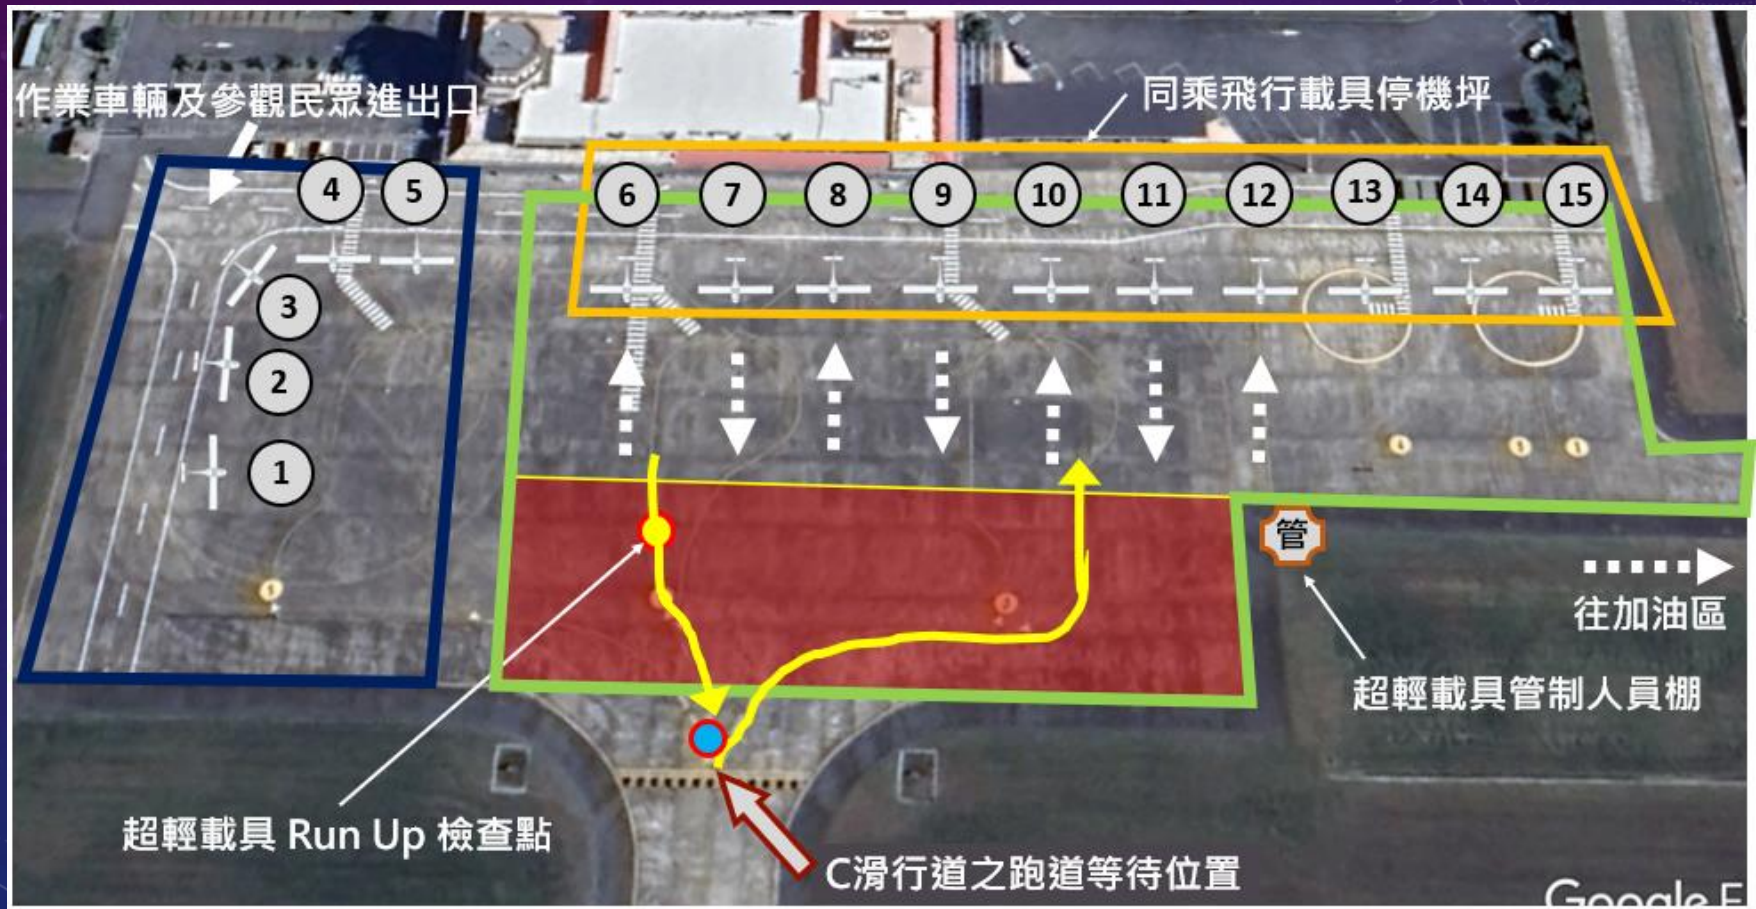 作業車輛及參觀民眾進出口
同乘飛行載具停機坪
4
5
6
7
8
9
10
11
12
13
14
15
3
2
1
管
往加油區
超輕載具管制人員棚
超輕載具 Run Up 檢查點
C滑行道之跑道等待位置
Google E